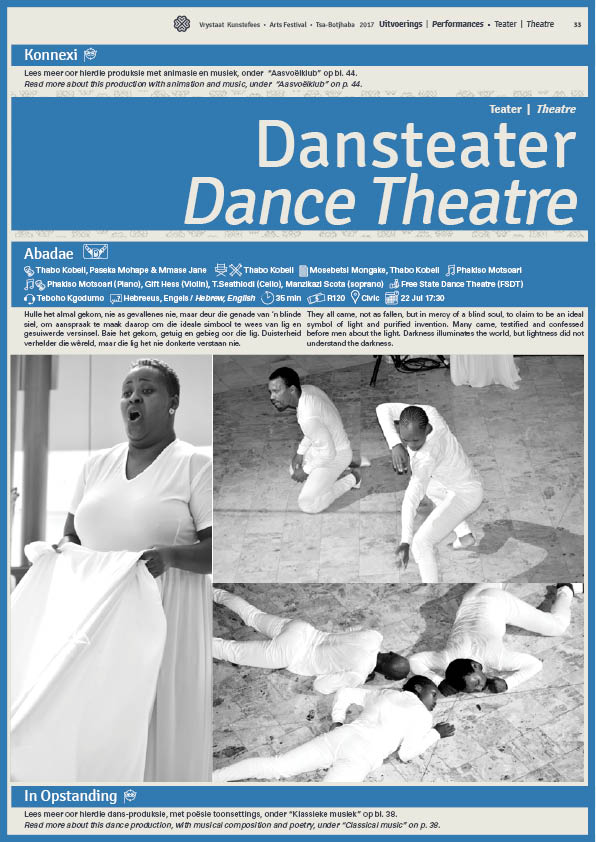 Vrystaat Kunstefees • Arts Festival • Tsa-Botjhaba 2017 Uitvoerings | Performances • Teater | Theatre 33
Konnexi
Lees meer oor hierdie produksie met animasie en musiek, onder "Aasvoëlklub" op bl. 44.
Read more about this production with animation and music, under "Aasvoëlklub" on p. 44.
Teater | Theatre
Dansteater
Dance Theatre
Abadae
Thabo Kobeli, Paseka Mohape & Mmase Jane Thabo Kobeli Mosebetsi Mongake, Thabo Kobeli Phakiso Motsoari
Phakiso Motsoari (Piano), Gift Hess (Violin), T.Seathlodi (Cello), Manzikazi Scota (soprano) Free State Dance Theatre (FSDT)
Teboho Kgodumo Hebreeus, Engels / Hebrew, English 35 min R120 Civic 22 Jul 17:30
Hulle het almal gekom, nie as gevallenes nie, maar deur die genade van 'n blinde
siel, om aanspraak te maak daarop om die ideale simbool te wees van lig en
gesuiwerde versinsel. Baie het gekom, getuig en gebieg oor die lig. Duisterheid
verhelder die wêreld, maar die lig het nie donkerte verstaan nie.
They all came, not as fallen, but in mercy of a blind soul, to claim to be an ideal
symbol of light and purified invention. Many came, testified and confessed
before men about the light. Darkness illuminates the world, but lightness did not
understand the darkness.
In Opstanding
Lees meer oor hierdie dans-produksie, met poësie toonsettings, onder "Klassieke musiek" op bl. 38.
Read more about this dance production, with musical composition and poetry, under "Classical music" on p. 38.